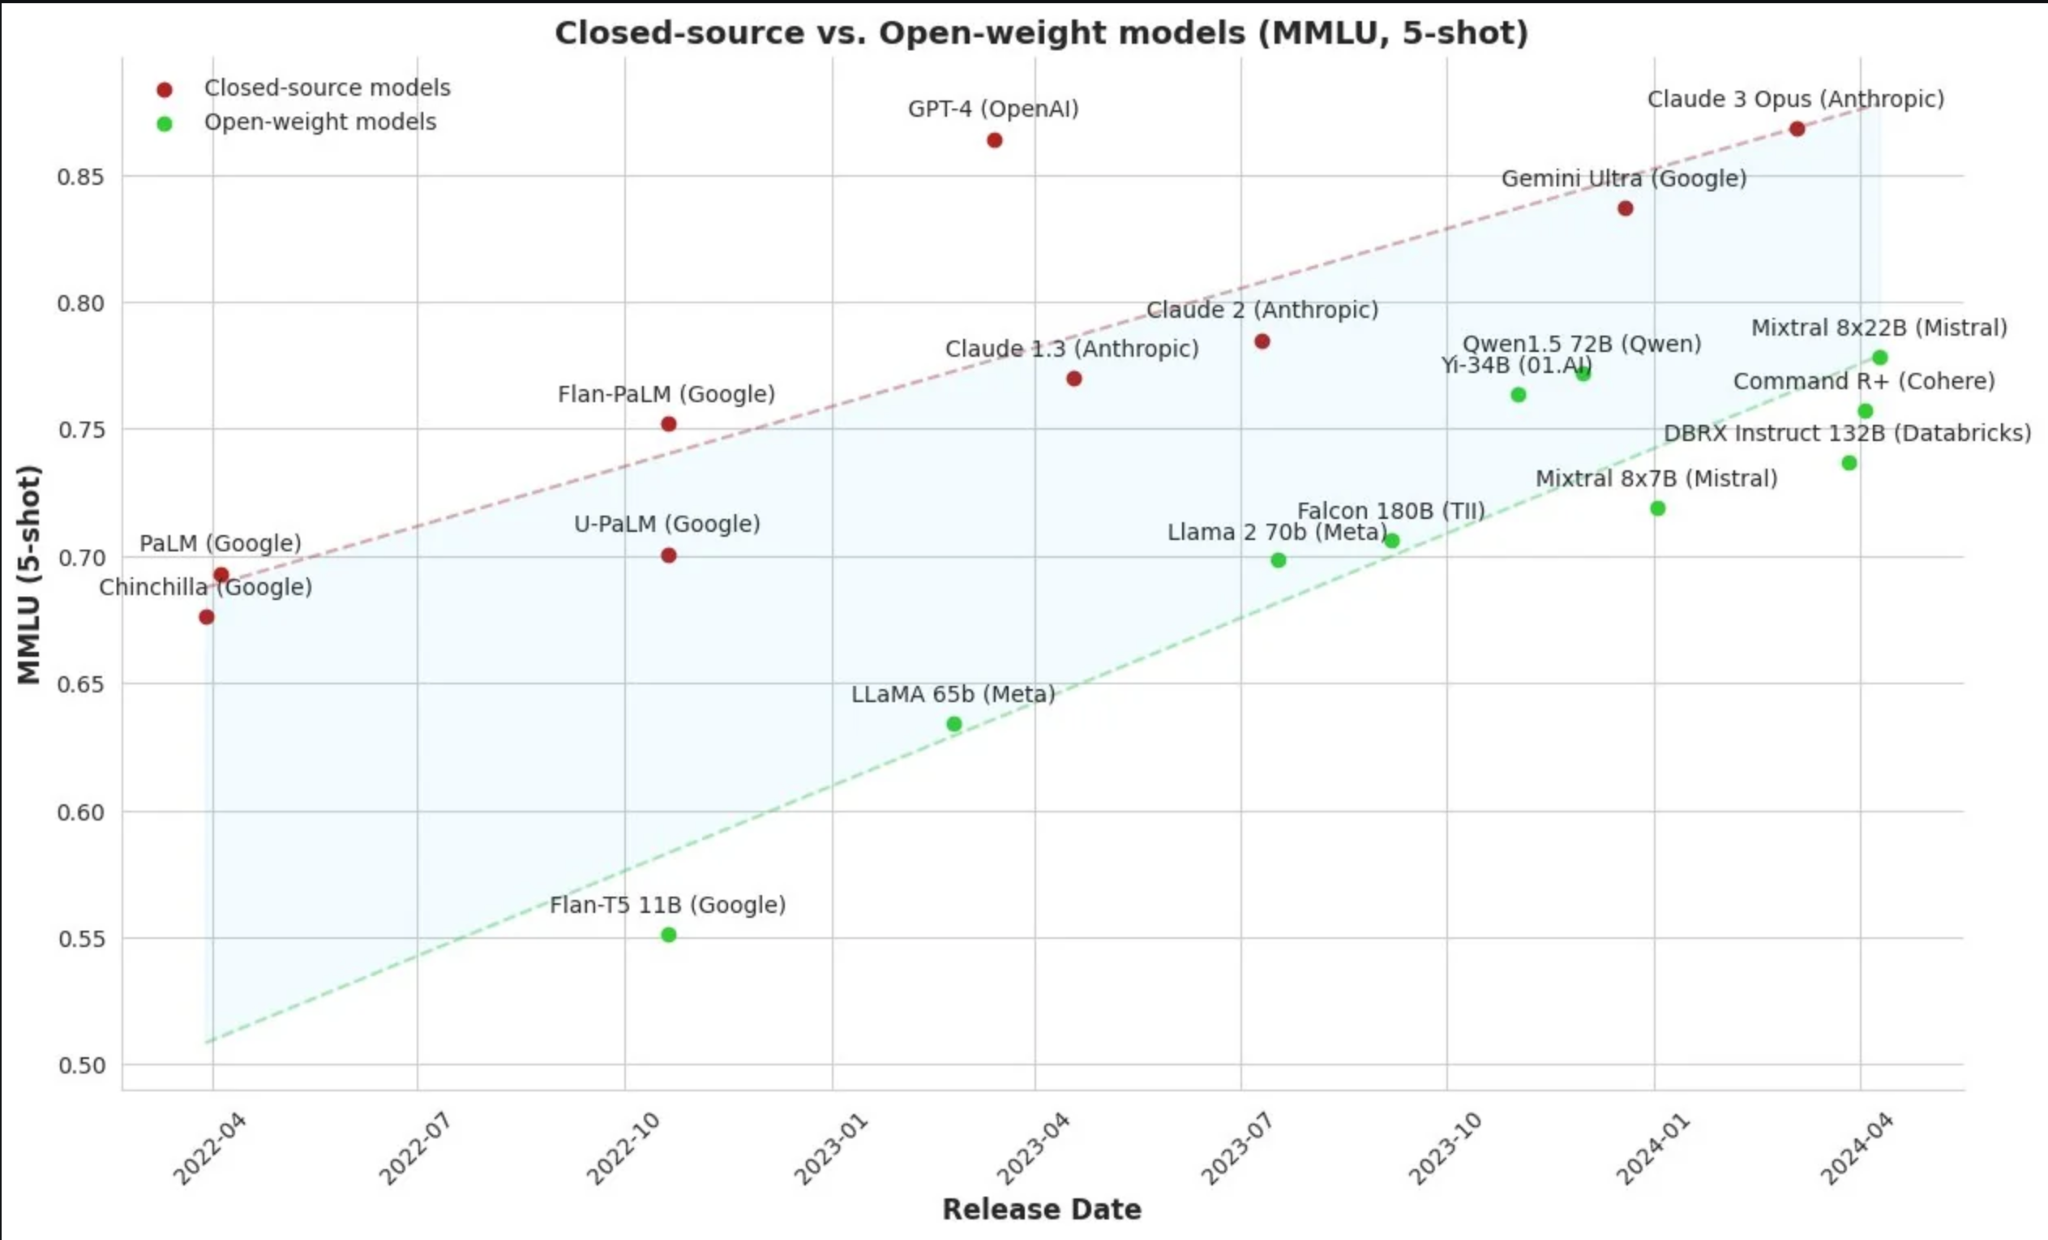 Closed-source vs. Open-weight models (MMLU, 5-shot)
Closed-source models
Open-weight models
GPT-4 (OpenAI)
Claude 3 Opus (Anthropic)
Gemini Ultra (Google)
Claude 2 (Anthropic)
Claude 1.3 (Anthropic)
Mixtral 8x22B (Mistral)
Qwen1.5 72B (Qwen)
Yi-34B (01.AI)
Command R+ (Cohere)
Flan-PaLM (Google)
DBRX Instruct 132B (Databricks)
Mixtral 8x7B (Mistral)
Falcon 180B (TII)
Llama 2 70b (Meta)
U-PaLM (Google)
PaLM (Google)
Chinchilla (Google)
LLaMA 65b (Meta)
Flan-T5 11B (Google)
MMLU (5-shot)
0.85
0.80
0.75
0.70
0.65
0.60
0.55
0.50
2022-04
2022-07
2022-10
2023-01
2023-04
2023-07
2023-10
2024-01
2024-04
Release Date